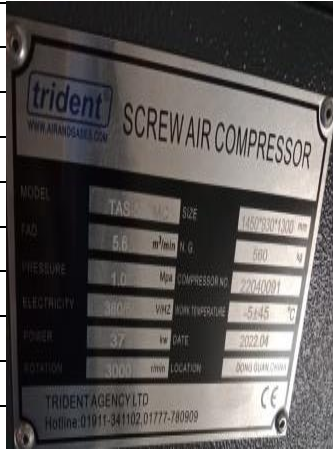 trident
WWW.AIRANDGASES.COM
SCREW AIR COMPRESSOR
MODEL SIZE 1450*930*1300 mm
FAD 5.6 m³/min N. G. 560 kg
PRESSURE 1.0 Mpa COMPRESSOR NO. 22040091
ELECTRICITY V/HZ WORK TEMPERATURE -5±45 °C
POWER 37 kw DATE 2022.04
ROTATION 3000 r/min LOCATION DONG GUAN CHINA
TRIDENT AGENCY LTD
Hotline:01911-341102,01777-780909
CE